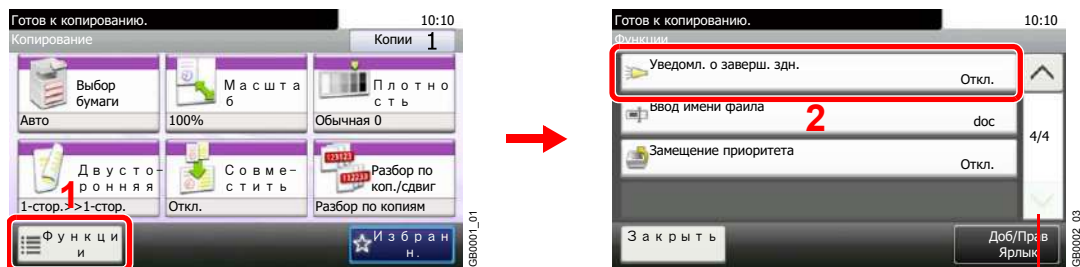 Готов к копированию.
10:10
Копирование
Копии 1
Выбор
бумаги
Авто
Масшта
б
100%
Плотно
сть
Обычная 0
Двусто-
ронняя
1-стор.>>1-стор.
Совме-
стить
Откл.
123123
112233
Разбор по
коп./сдвиг
Разбор по копиям
1
Функци
и
Избран
н.
GB0001_01
Готов к копированию.
10:10
Функции
Уведомл. о заверш. здн.
Откл.
Ввод имени файла
doc
2
Замещение приоритета
Откл.
4/4
Закрыть
Доб/Прав
Ярлык
GB0002_03